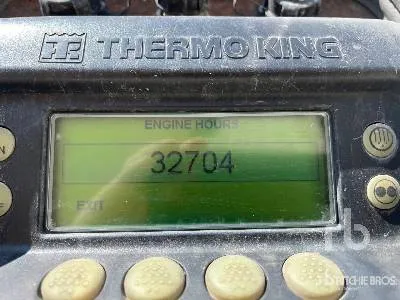 THERMO KING
ENGINE HOURS
32704
EXIT
rb
RITCHIE BROS.